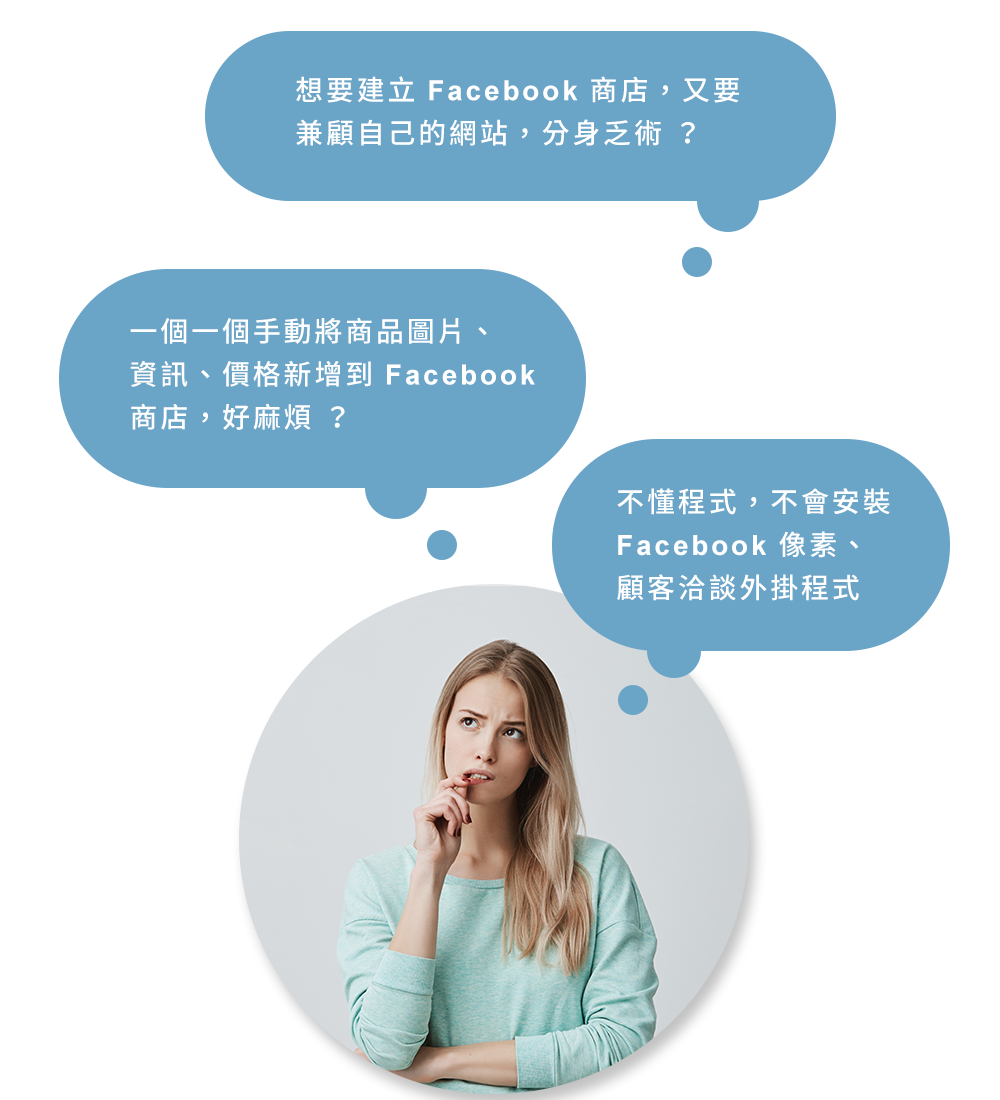 想要建立 Facebook 商店，又要
兼顧自己的網站，分身乏術 ？
一個一個手動將商品圖片、
資訊、價格新增到 Facebook
商店，好麻煩 ？
不懂程式，不會安裝
Facebook 像素、
顧客洽談外掛程式